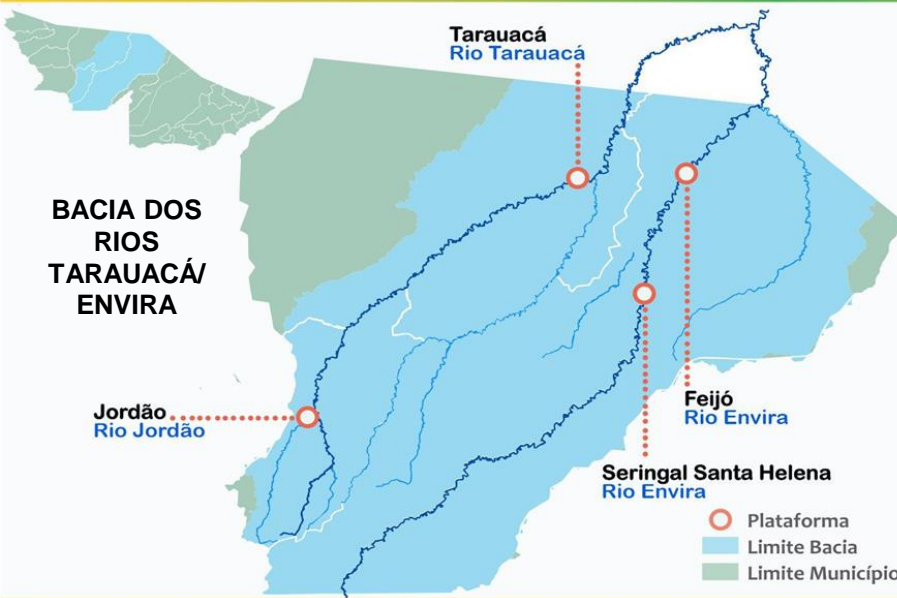 Tarauacá
Rio Tarauacá
BACIA DOS
RIOS
TARAUACÁ/
ENVIRA
Jordão
Rio Jordão
Feijó
Rio Envira
Seringal Santa Helena
Rio Envira
Plataforma
Limite Bacia
Limite Município